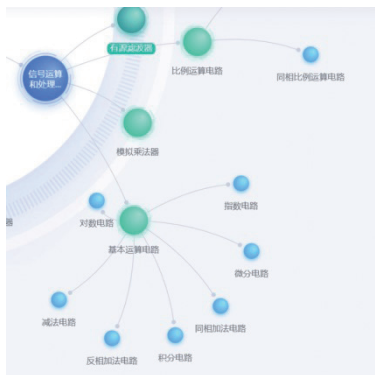 有源滤波器
信号运算
和处理...
比例运算电路
同相比例运算电路
模拟乘法器
指数电路
器
对数电路
基本运算电路
微分电路
减法电路
同相加法电路
反相加法电路
积分电路